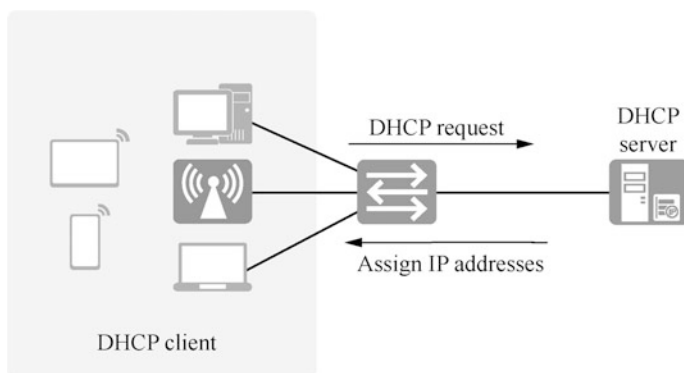 DHCP request
DHCP
server
Assign IP addresses
DHCP client